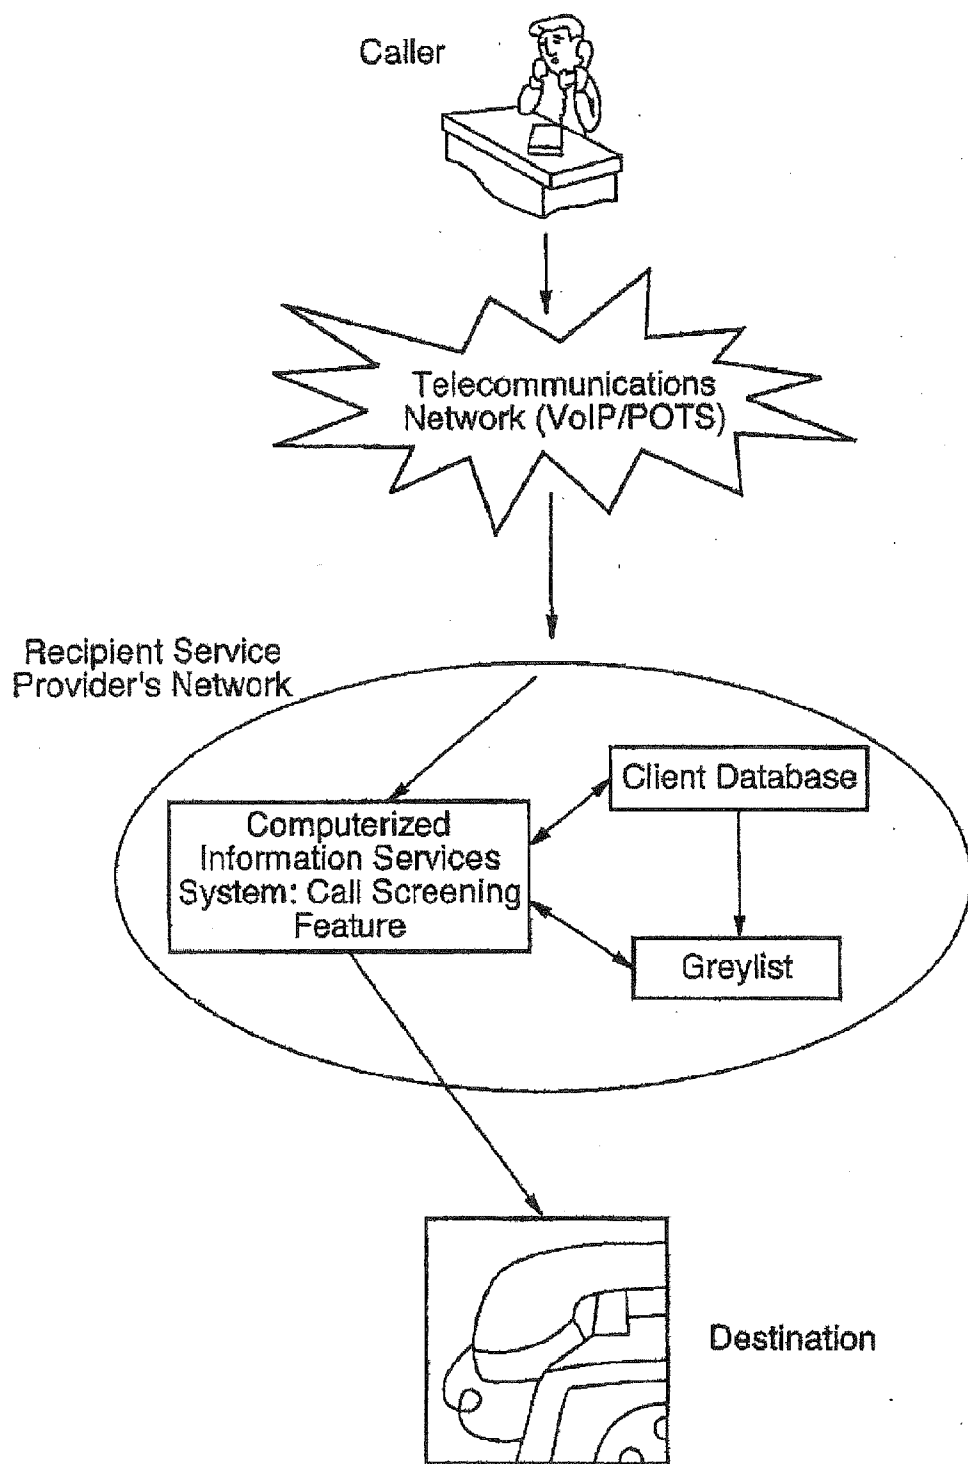 Caller
Telecommunications
Network (VoIP/POTS)
Recipient Service
Provider's Network
Client Database
Computerized
Information Services
System: Call Screening
Feature
Greylist
Destination